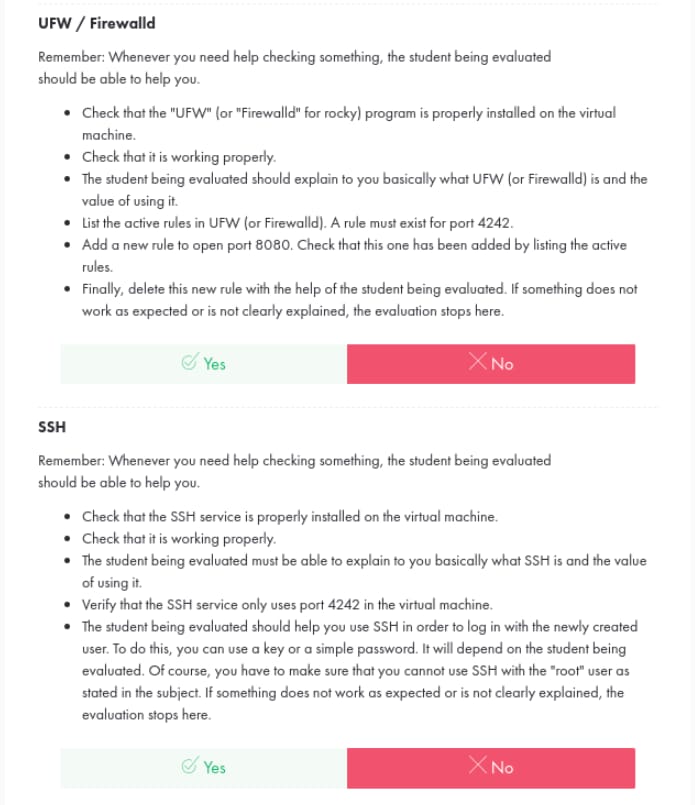 UFW / Firewalld
Remember: Whenever you need help checking something, the student being evaluated
should be able to help you.
• Check that the "UFW" (or "Firewalld" for rocky) program is properly installed on the virtual
machine.
• Check that it is working properly.
• The student being evaluated should explain to you basically what UFW (or Firewalld) is and the
value of using it.
• List the active rules in UFW (or Firewalld). A rule must exist for port 4242.
• Add a new rule to open port 8080. Check that this one has been added by listing the active
rules.
• Finally, delete this new rule with the help of the student being evaluated. If something does not
work as expected or is not clearly explained, the evaluation stops here.
Yes No
SSH
Remember: Whenever you need help checking something, the student being evaluated
should be able to help you.
• Check that the SSH service is properly installed on the virtual machine.
• Check that it is working properly.
• The student being evaluated must be able to explain to you basically what SSH is and the value
of using it.
• Verify that the SSH service only uses port 4242 in the virtual machine.
• The student being evaluated should help you use SSH in order to log in with the newly created
user. To do this, you can use a key or a simple password. It will depend on the student being
evaluated. Of course, you have to make sure that you cannot use SSH with the "root" user as
stated in the subject. If something does not work as expected or is not clearly explained, the
evaluation stops here.
Yes No